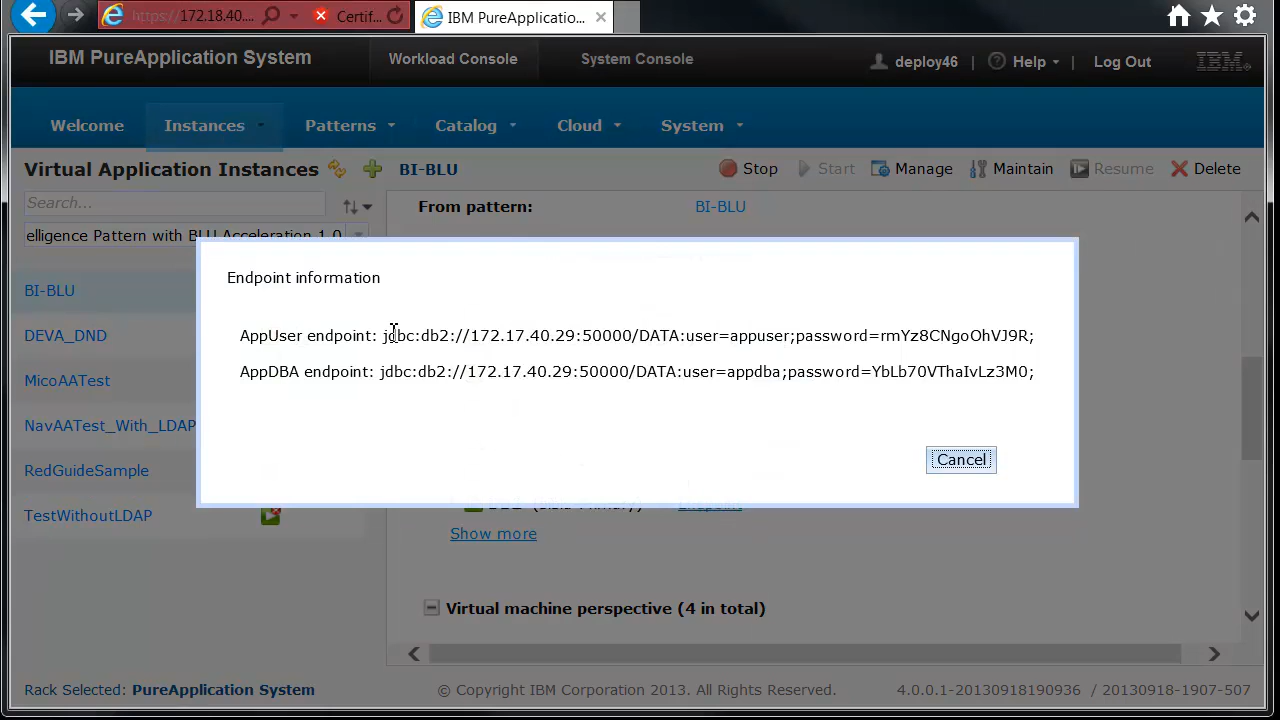 https://172.18.40.... Certif... IBM PureApplicatio...
IBM PureApplication System Workload Console System Console deploy46 | Help | Log Out IBM
Welcome Instances Patterns Catalog Cloud System
Virtual Application Instances BI-BLU Stop Start Manage Maintain Resume Delete
Search... From pattern: BI-BLU
elligence Pattern with BLU Acceleration 1.0
Endpoint information
BI-BLU
AppUser endpoint: jdbc:db2://172.17.40.29:50000/DATA:user=appuser;password=rmYz8CNgoOhVJ9R;
DEVA_DND
AppDBA endpoint: jdbc:db2://172.17.40.29:50000/DATA:user=appdba;password=YbLb70VThaIvLz3M0;
MicoAATest
NavAATest_With_LDAP
Cancel
RedGuideSample
Endpoint
TestWithoutLDAP
Show more
Virtual machine perspective (4 in total)
Rack Selected: PureApplication System © Copyright IBM Corporation 2013. All Rights Reserved. 4.0.0.1-20130918190936 / 20130918-1907-507